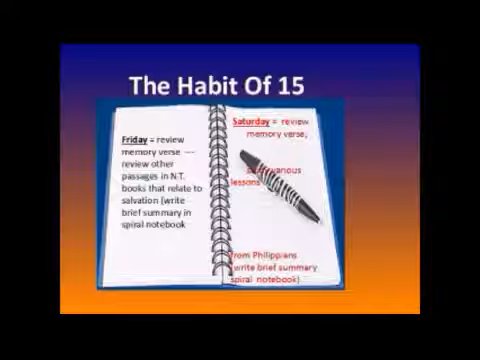 The Habit Of 15
Friday = review
memory verse ---
review other
passages in N.T.
books that relate to
salvation (write
brief summary in
spiral notebook
Saturday = review
memory verse,
various
lessons
from Philippians
(write brief summary
spiral notebook)